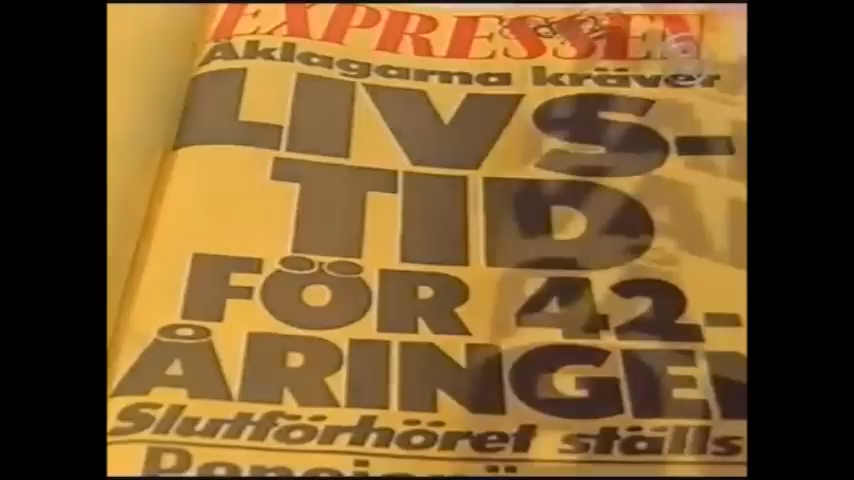 EXPRESSEN
Åklagarna kräver
LIVS-
TID
FÖR 42-
ÅRINGEN
Slutförhöret ställs